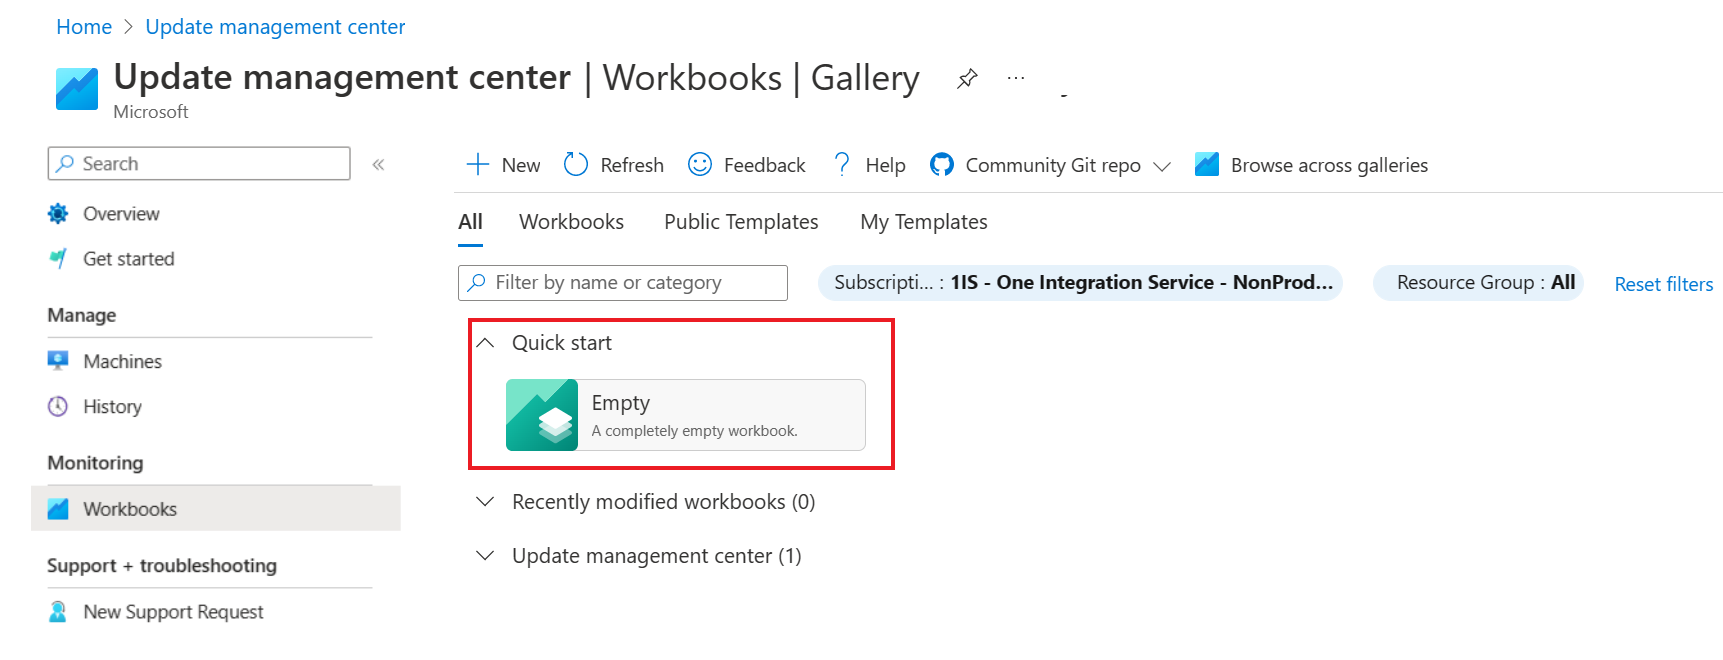 Home > Update management center
Update management center | Workbooks | Gallery
Microsoft
Search
Overview
Get started
Manage
Machines
History
Monitoring
Workbooks
Support + troubleshooting
New Support Request
New Refresh Feedback Help Community Git repo Browse across galleries
All Workbooks Public Templates My Templates
Filter by name or category Subscripti... : 1IS - One Integration Service - NonProd... Resource Group : All Reset filters
Quick start
Empty
A completely empty workbook.
Recently modified workbooks (0)
Update management center (1)